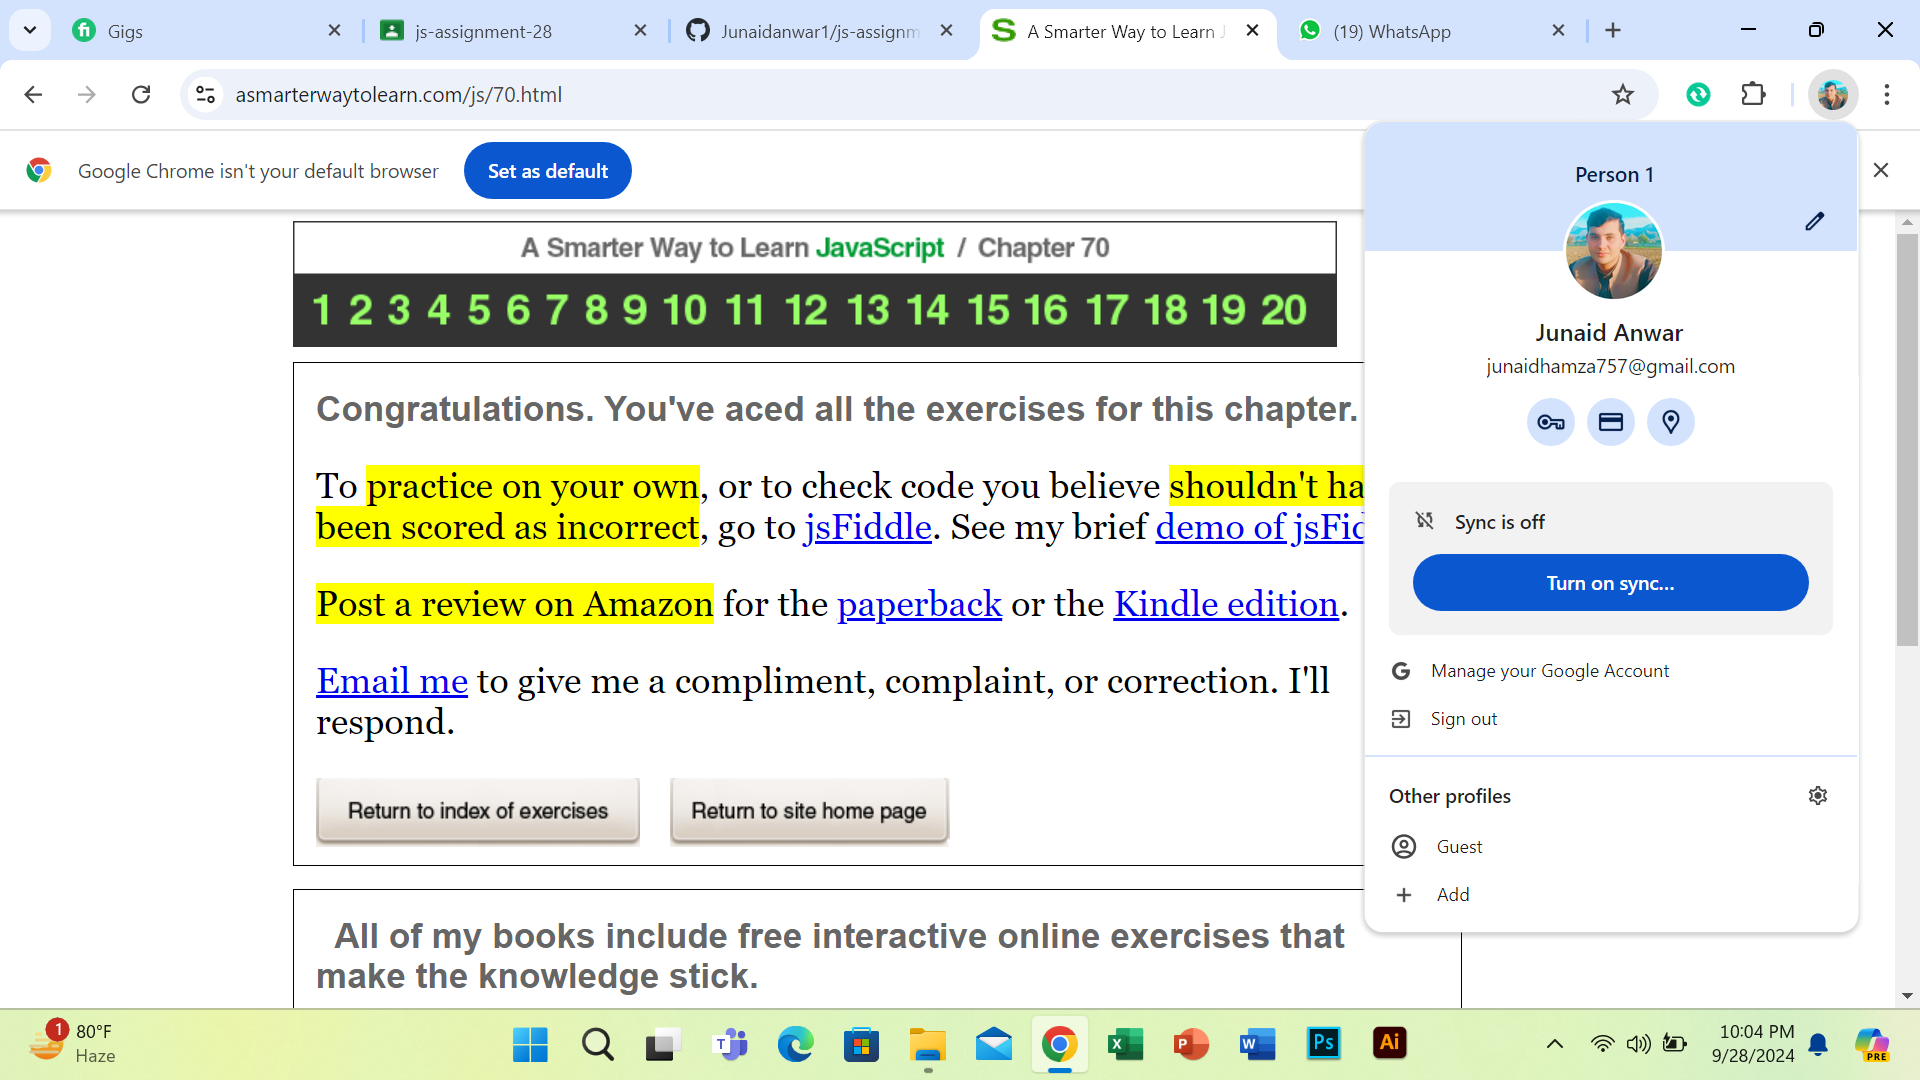 Gigs
js-assignment-28
Junaidanwar1/js-assignm
A Smarter Way to Learn J
(19) WhatsApp
asmarterwaytolearn.com/js/70.html
Google Chrome isn't your default browser
Set as default
A Smarter Way to Learn JavaScript / Chapter 70
1 2 3 4 5 6 7 8 9 10 11 12 13 14 15 16 17 18 19 20
Congratulations. You've aced all the exercises for this chapter.
To practice on your own, or to check code you believe shouldn't ha
been scored as incorrect, go to jsFiddle. See my brief demo of jsFid
Post a review on Amazon for the paperback or the Kindle edition.
Email me to give me a compliment, complaint, or correction. I'll
respond.
Return to index of exercises
Return to site home page
All of my books include free interactive online exercises that
make the knowledge stick.
Person 1
Junaid Anwar
junaidhamza757@gmail.com
Sync is off
Turn on sync...
Manage your Google Account
Sign out
Other profiles
Guest
Add
1
80°F
Haze
T
X
P
W
Ps
Ai
10:04 PM
9/28/2024
PRE